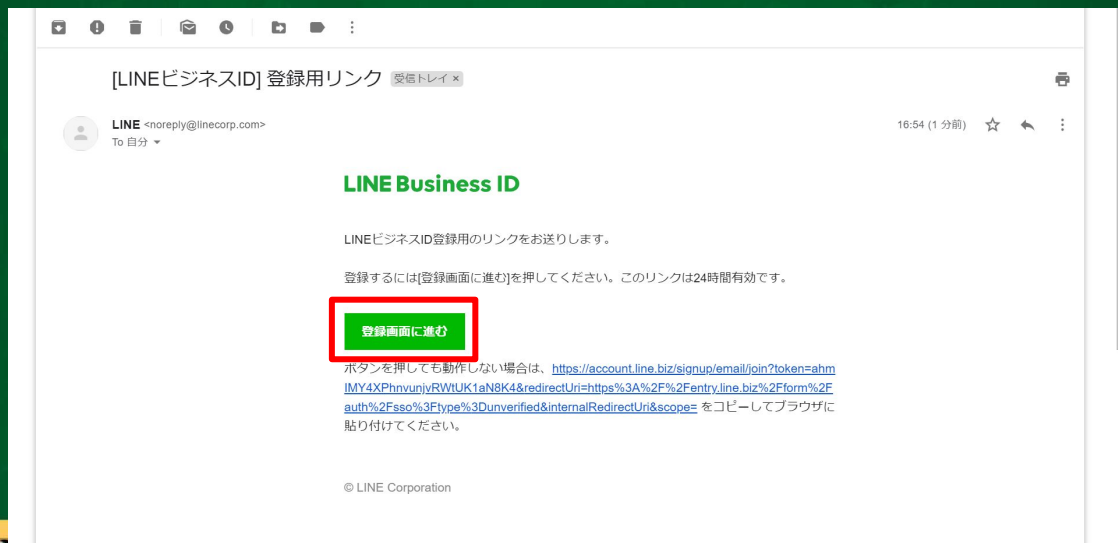 [LINEビジネスID] 登録用リンク 受信トレイ ×
LINE <noreply@linecorp.com>
16:54 (1 分前)
To 自分
LINE Business ID
LINEビジネスID登録用のリンクをお送りします。
登録するには[登録画面に進む]を押してください。このリンクは24時間有効です。
登録画面に進む
ボタンを押しても動作しない場合は、https://account.line.biz/signup/email/join?token=ahm
IMY4XPhnvunjvRWtUK1aN8K4&redirectUri=https%3A%2F%2Fentry.line.biz%2Fform%2F
auth%2Fsso%3Ftype%3Dunverified&internalRedirectUri&scope= をコピーしてブラウザに
貼り付けてください。
© LINE Corporation